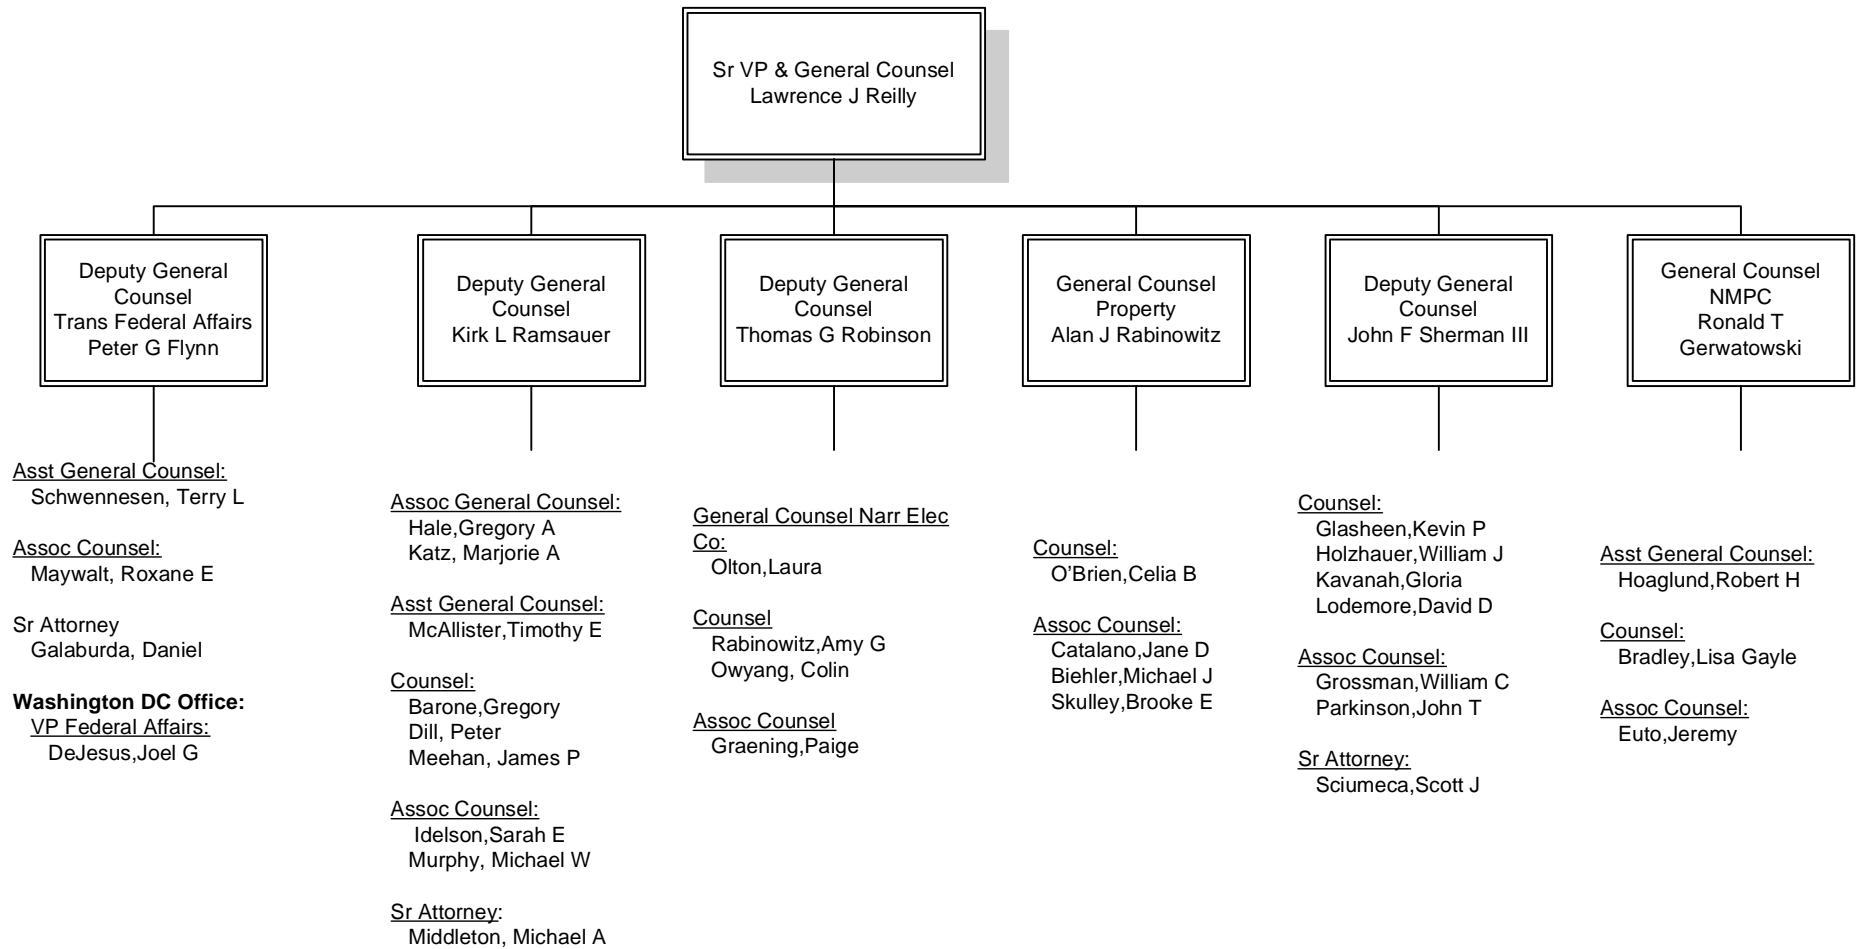 Sr VP & General Counsel
Lawrence J Reilly
Deputy General
Counsel
Trans Federal Affairs
Peter G Flynn
Deputy General
Counsel
Kirk L Ramsauer
Deputy General
Counsel
Thomas G Robinson
General Counsel
Property
Alan J Rabinowitz
Deputy General
Counsel
John F Sherman III
General Counsel
NMPC
Ronald T
Gerwatowski
Asst General Counsel:
Schwennesen, Terry L
Assoc Counsel:
Maywalt, Roxane E
Sr Attorney
Galaburda, Daniel
Washington DC Office:
VP Federal Affairs:
DeJesus,Joel G
Assoc General Counsel:
Hale,Gregory A
Katz, Marjorie A
Asst General Counsel:
McAllister,Timothy E
Counsel:
Barone,Gregory
Dill, Peter
Meehan, James P
Assoc Counsel:
Idelson,Sarah E
Murphy, Michael W
Sr Attorney:
Middleton, Michael A
General Counsel Narr Elec
Co:
Olton,Laura
Counsel
Rabinowitz,Amy G
Owyang, Colin
Assoc Counsel
Graening,Paige
Counsel:
O'Brien,Celia B
Assoc Counsel:
Catalano,Jane D
Biehler,Michael J
Skulley,Brooke E
Counsel:
Glasheen,Kevin P
Holzhauer,William J
Kavanah,Gloria
Lodemore,David D
Assoc Counsel:
Grossman,William C
Parkinson,John T
Sr Attorney:
Sciumeca,Scott J
Asst General Counsel:
Hoaglund,Robert H
Counsel:
Bradley,Lisa Gayle
Assoc Counsel:
Euto,Jeremy